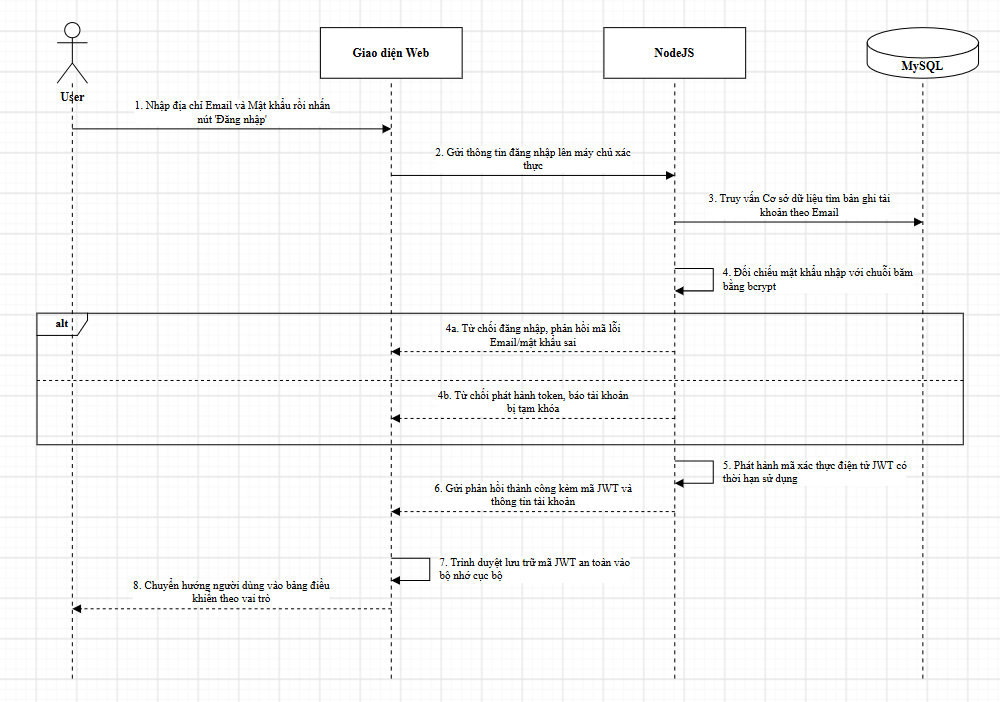 Giao diện Web
NodeJS
MySQL
User
1. Nhập địa chỉ Email và Mật khẩu rồi nhấn
nút 'Đăng nhập'
2. Gửi thông tin đăng nhập lên máy chủ xác
thực
3. Truy vấn Cơ sở dữ liệu tìm bản ghi tài
khoản theo Email
4. Đối chiếu mật khẩu nhập với chuỗi băm
bằng bcrypt
alt
4a. Từ chối đăng nhập, phản hồi mã lỗi
Email/mật khẩu sai
4b. Từ chối phát hành token, báo tài khoản
bị tạm khóa
5. Phát hành mã xác thực điện tử JWT có
thời hạn sử dụng
6. Gửi phản hồi thành công kèm mã JWT và
thông tin tài khoản
7. Trình duyệt lưu trữ mã JWT an toàn vào
bộ nhớ cục bộ
8. Chuyển hướng người dùng vào bảng điều
khiển theo vai trò